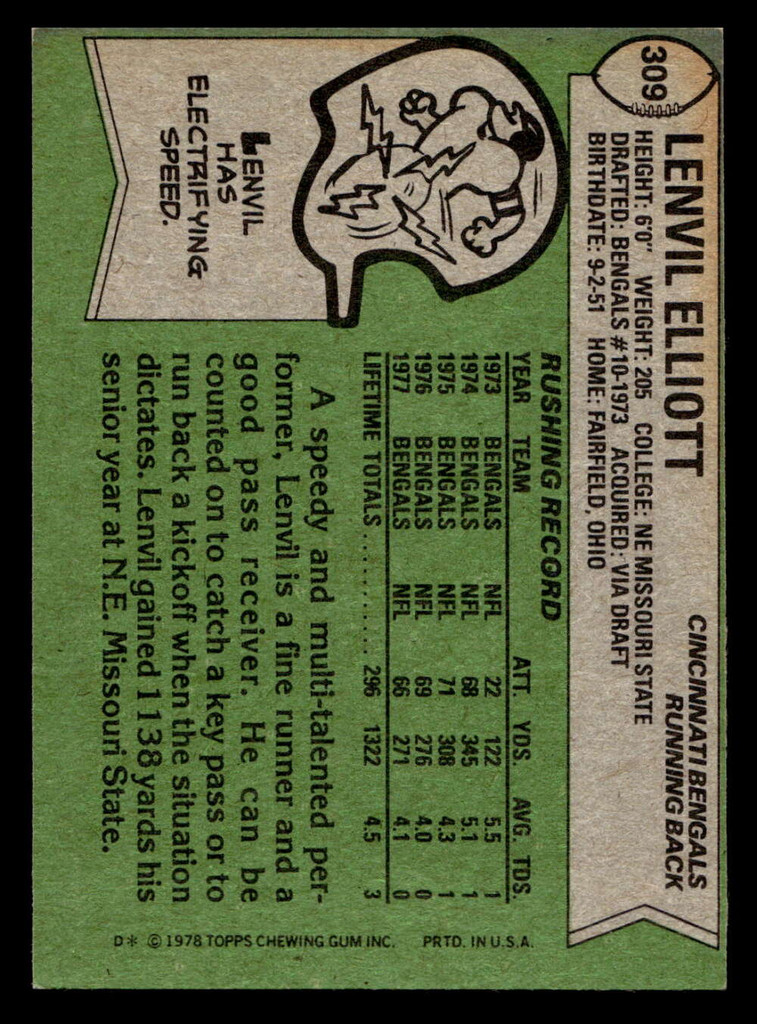 309
LENVIL ELLIOTT
CINCINNATI BENGALS
RUNNING BACK
HEIGHT: 6'0" WEIGHT: 205 COLLEGE: NE MISSOURI STATE
DRAFTED: BENGALS #10-1973 ACQUIRED: VIA DRAFT
BIRTHDATE: 9-2-51 HOME: FAIRFIELD, OHIO
LENVIL
HAS
ELECTRIFYING
SPEED.
RUSHING RECORD
YEAR TEAM ATT. YDS. AVG. TDS.
1973 BENGALS NFL 22 122 5.5 1
1974 BENGALS NFL 68 345 5.1 1
1975 BENGALS NFL 71 308 4.3 1
1976 BENGALS NFL 69 276 4.0 0
1977 BENGALS NFL 66 271 4.1 0
LIFETIME TOTALS ............. 296 1322 4.5 3
A speedy and multi-talented per-
former, Lenvil is a fine runner and a
good pass receiver. He can be
counted on to catch a key pass or to
run back a kickoff when the situation
dictates. Lenvil gained 1138 yards his
senior year at N.E. Missouri State.
D* © 1978 TOPPS CHEWING GUM INC. PRTD. IN U.S.A.